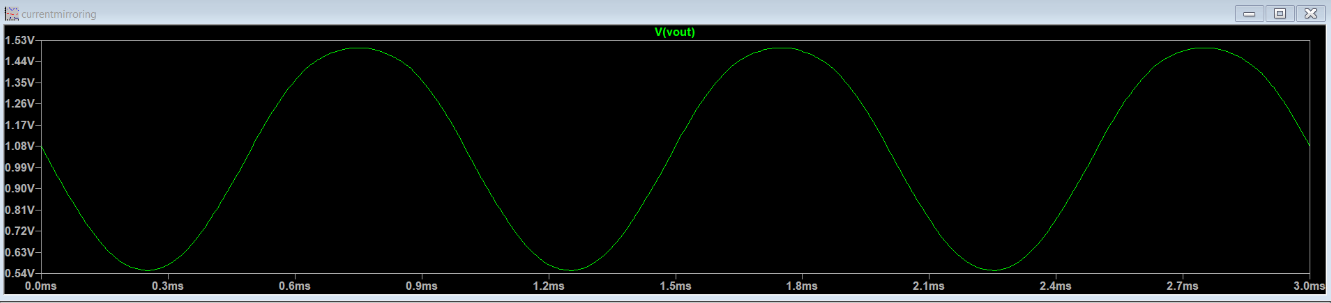 currentmirroring
V(vout)
1.53V
1.44V
1.35V
1.26V
1.17V
1.08V
0.99V
0.90V
0.81V
0.72V
0.63V
0.54V
0.0ms 0.3ms 0.6ms 0.9ms 1.2ms 1.5ms 1.8ms 2.1ms 2.4ms 2.7ms 3.0ms